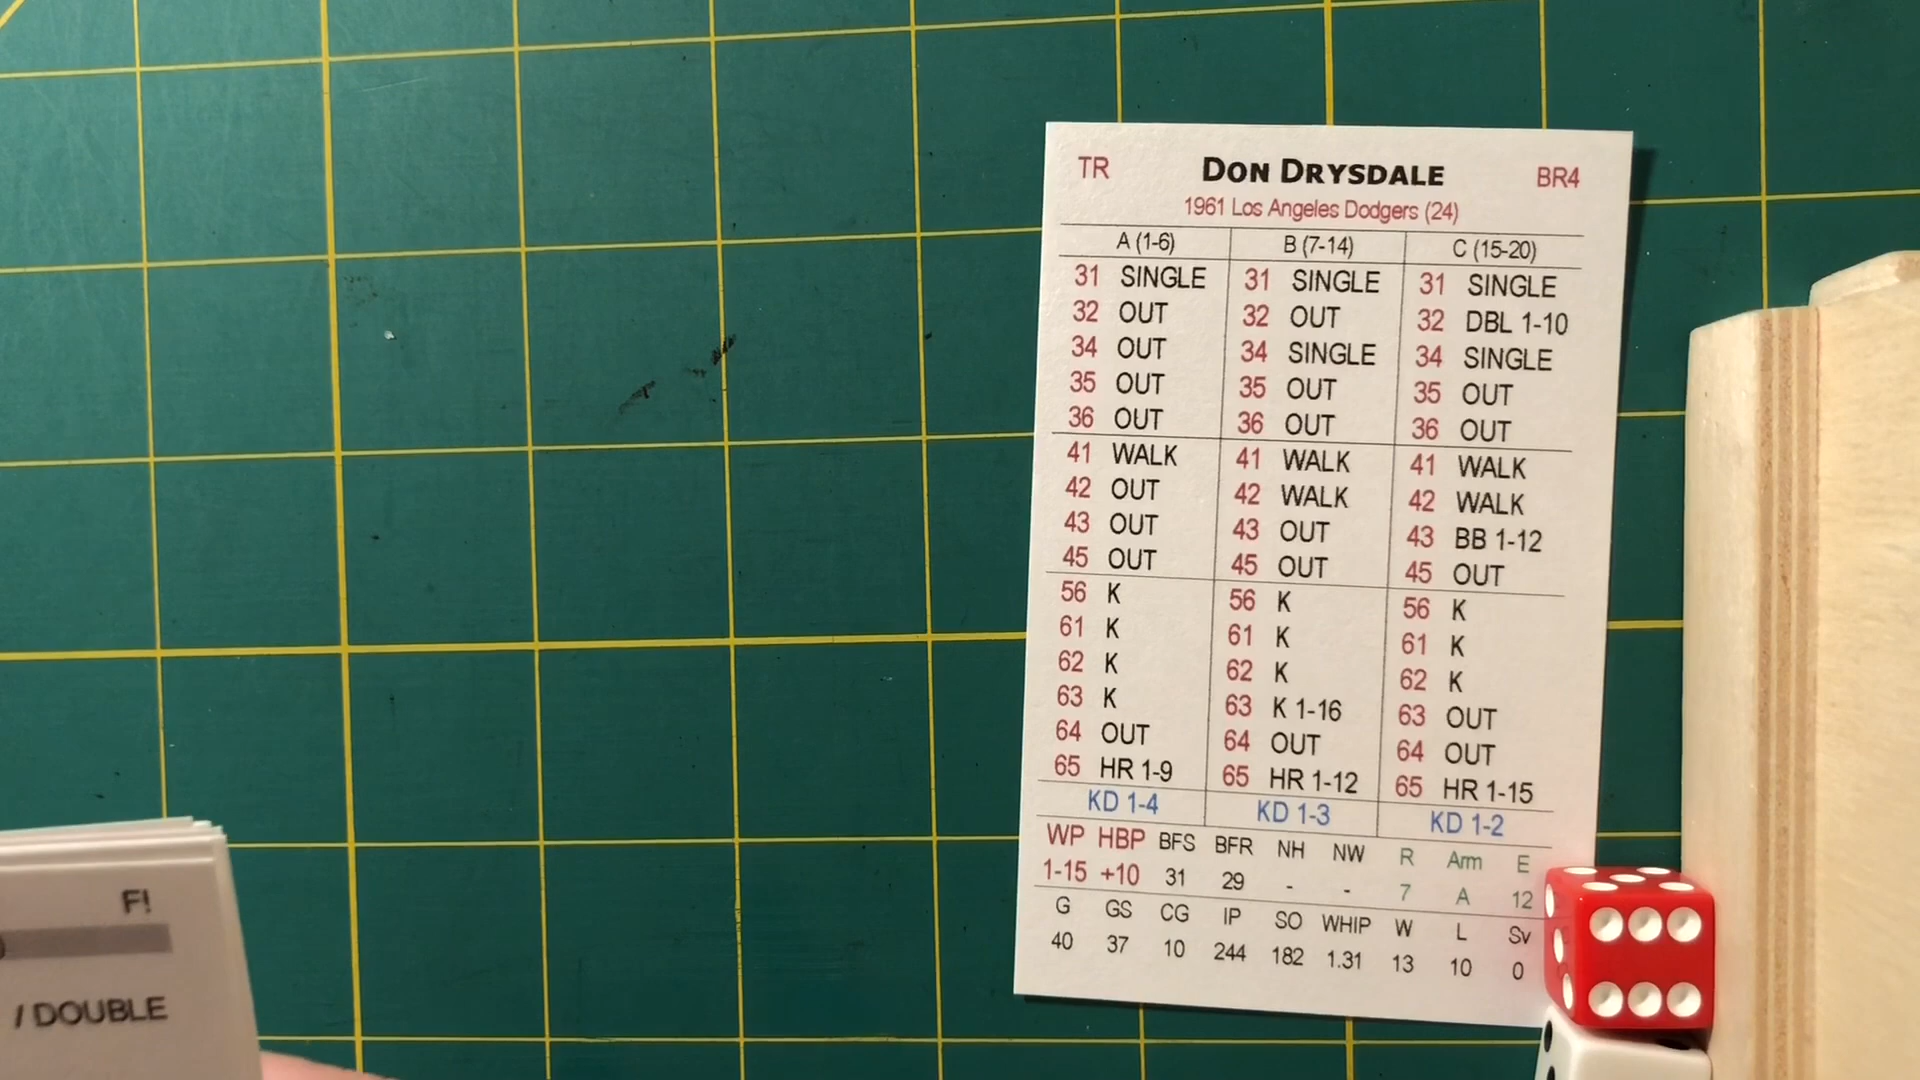 TR DON DRYSDALE BR4
1961 Los Angeles Dodgers (24)
A (1-6) B (7-14) C (15-20)
31 SINGLE 31 SINGLE 31 SINGLE
32 OUT 32 OUT 32 DBL 1-10
34 OUT 34 SINGLE 34 SINGLE
35 OUT 35 OUT 35 OUT
36 OUT 36 OUT 36 OUT
41 WALK 41 WALK 41 WALK
42 OUT 42 WALK 42 WALK
43 OUT 43 OUT 43 BB 1-12
45 OUT 45 OUT 45 OUT
56 K 56 K 56 K
61 K 61 K 61 K
62 K 62 K 62 K
63 K 63 K 1-16 63 OUT
64 OUT 64 OUT 64 OUT
65 HR 1-9 65 HR 1-12 65 HR 1-15
KD 1-4 KD 1-3 KD 1-2
WP HBP BFS BFR NH NW R Arm E
1-15 +10 31 29 - - 7 A 12
G GS CG IP SO WHIP W L Sv
40 37 10 244 182 1.31 13 10 0
F!
/ DOUBLE